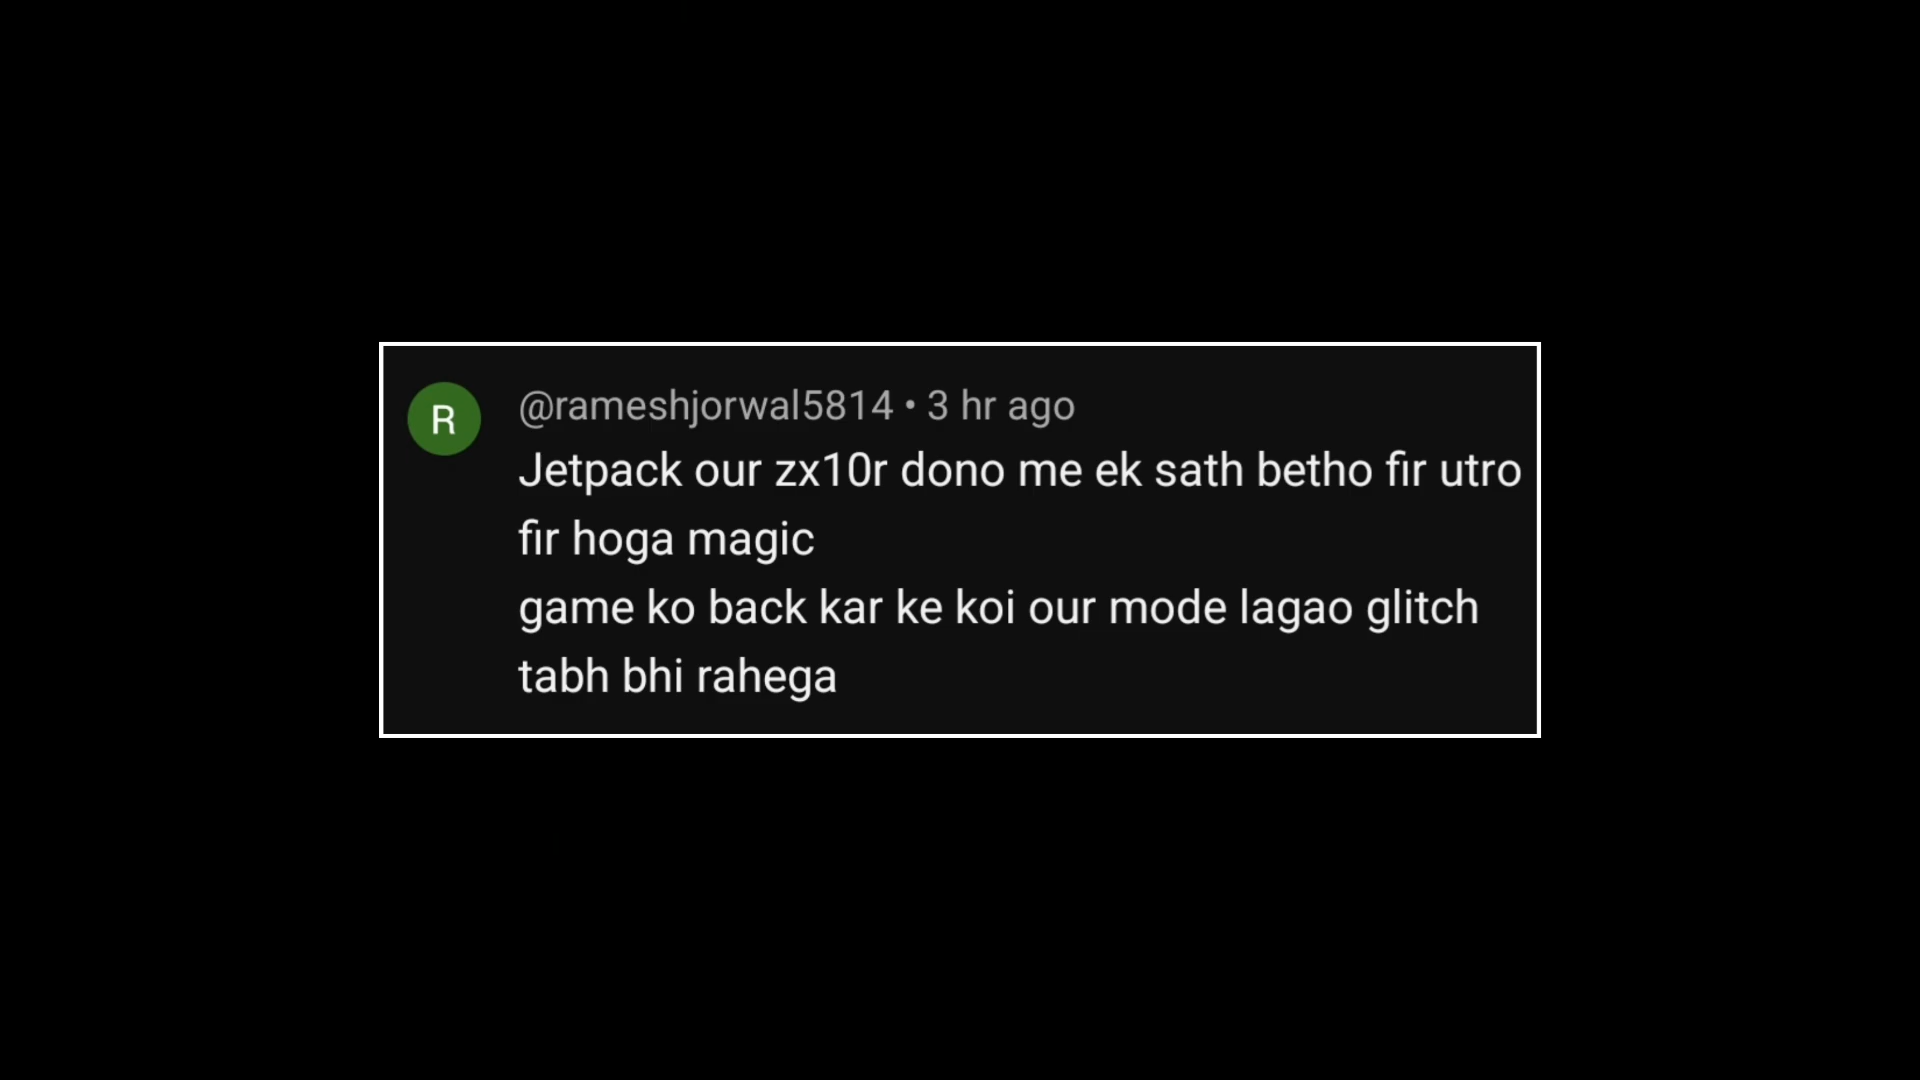 R
@rameshjorwal5814 • 3 hr ago
Jetpack our zx10r dono me ek sath betho fir utro
fir hoga magic
game ko back kar ke koi our mode lagao glitch
tabh bhi rahega